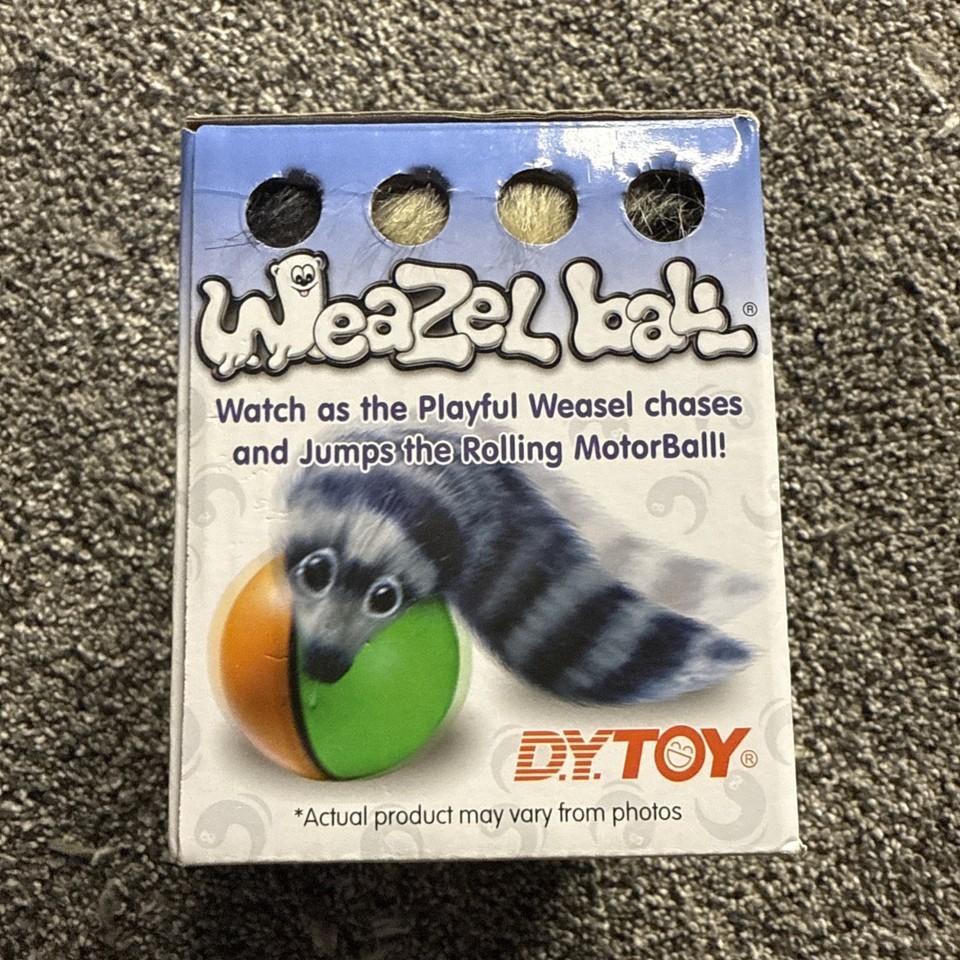 WeaZel ball®
Watch as the Playful Weasel chases
and Jumps the Rolling MotorBall!
D.Y.TOY®
*Actual product may vary from photos